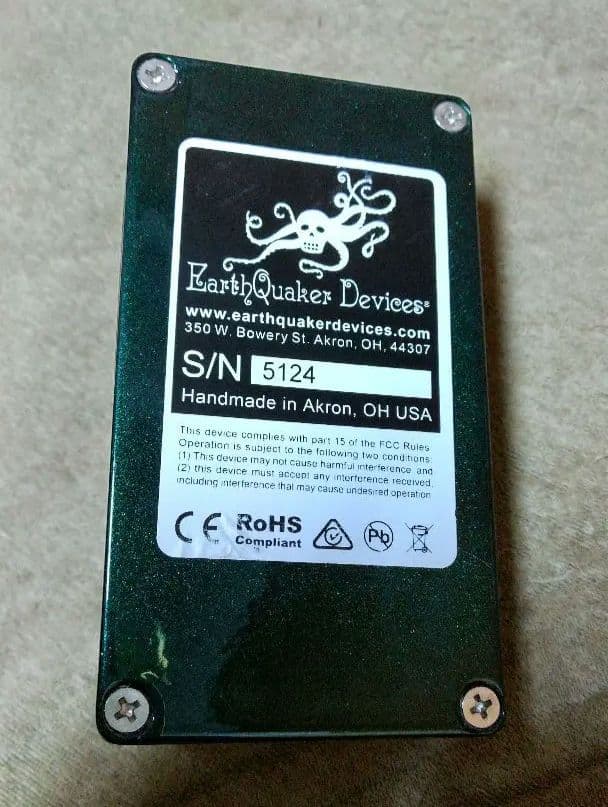 EarthQuaker Devices®
www.earthquakerdevices.com
350 W. Bowery St. Akron, OH, 44307
S/N 5124
Handmade in Akron, OH USA
This device complies with part 15 of the FCC Rules
Operation is subject to the following two conditions:
(1) This device may not cause harmful interference, and
(2) this device must accept any interference received,
including interference that may cause undesired operation
CE RoHS
Compliant
Pb